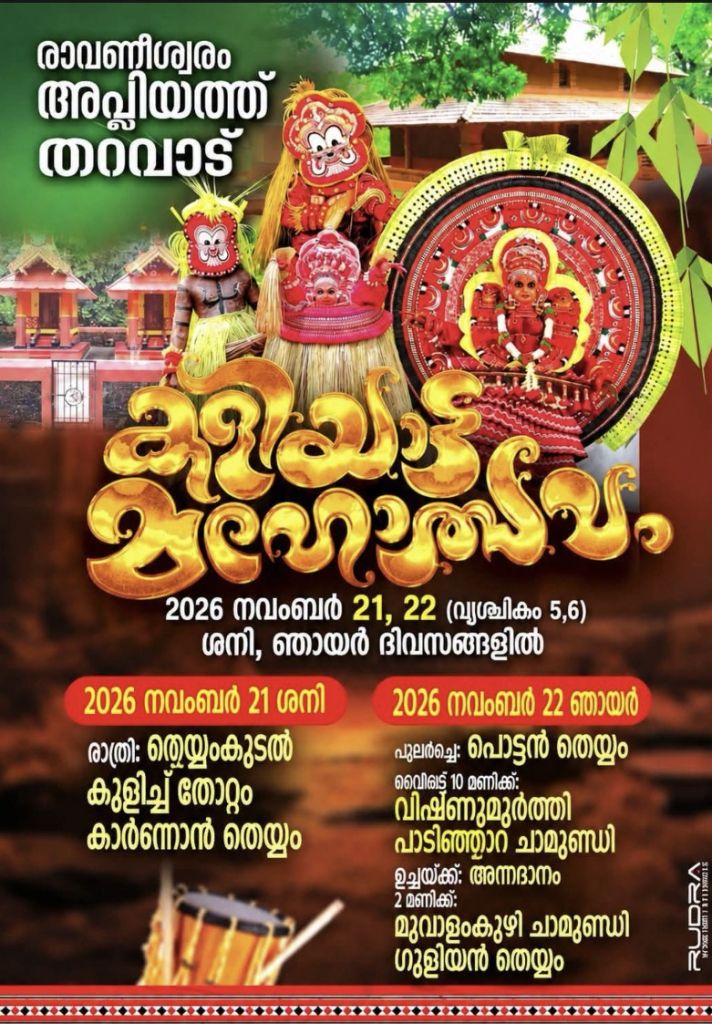 രാവണീശ്വരം
അപ്ലിയത്ത്
തറവാട്
കളിയാട്ട
മഹോത്സവം
2026 നവംബർ 21, 22 (വൃശ്ചികം 5,6)
ശനി, ഞായർ ദിവസങ്ങളിൽ
2026 നവംബർ 21 ശനി
രാത്രി: തെയ്യംകുടൽ
കുളിച്ച് തോറ്റം
കാർന്നോൻ തെയ്യം
2026 നവംബർ 22 ഞായർ
പുലർച്ചെ: പൊട്ടൻ തെയ്യം
10 മണിക്ക്:
വിഷ്ണുമുർത്തി
പാടിഞ്ഞാറ ചാമുണ്ഡി
ഉച്ചയ്ക്ക്: അന്നദാനം
2 മണിക്ക്:
മുവാളംകുഴി ചാമുണ്ഡി
ഗുളിയൻ തെയ്യം
RUDRA